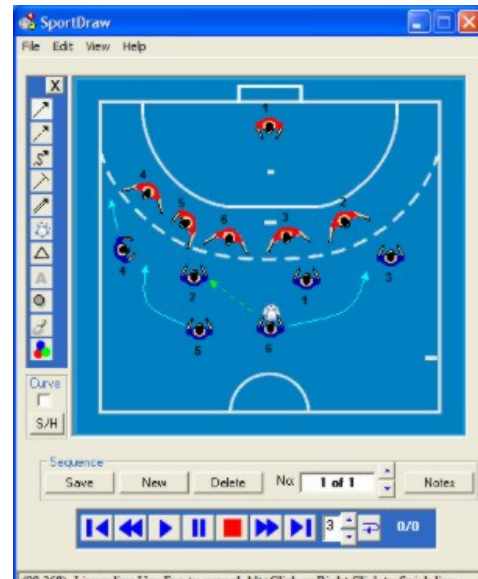 SportDraw
File Edit View Help
X
1
4
5
6
3
2
4
2
1
3
5
6
A
Curve
S/H
Sequence
Save New Delete No: 1 of 1 Notes
3 0/0